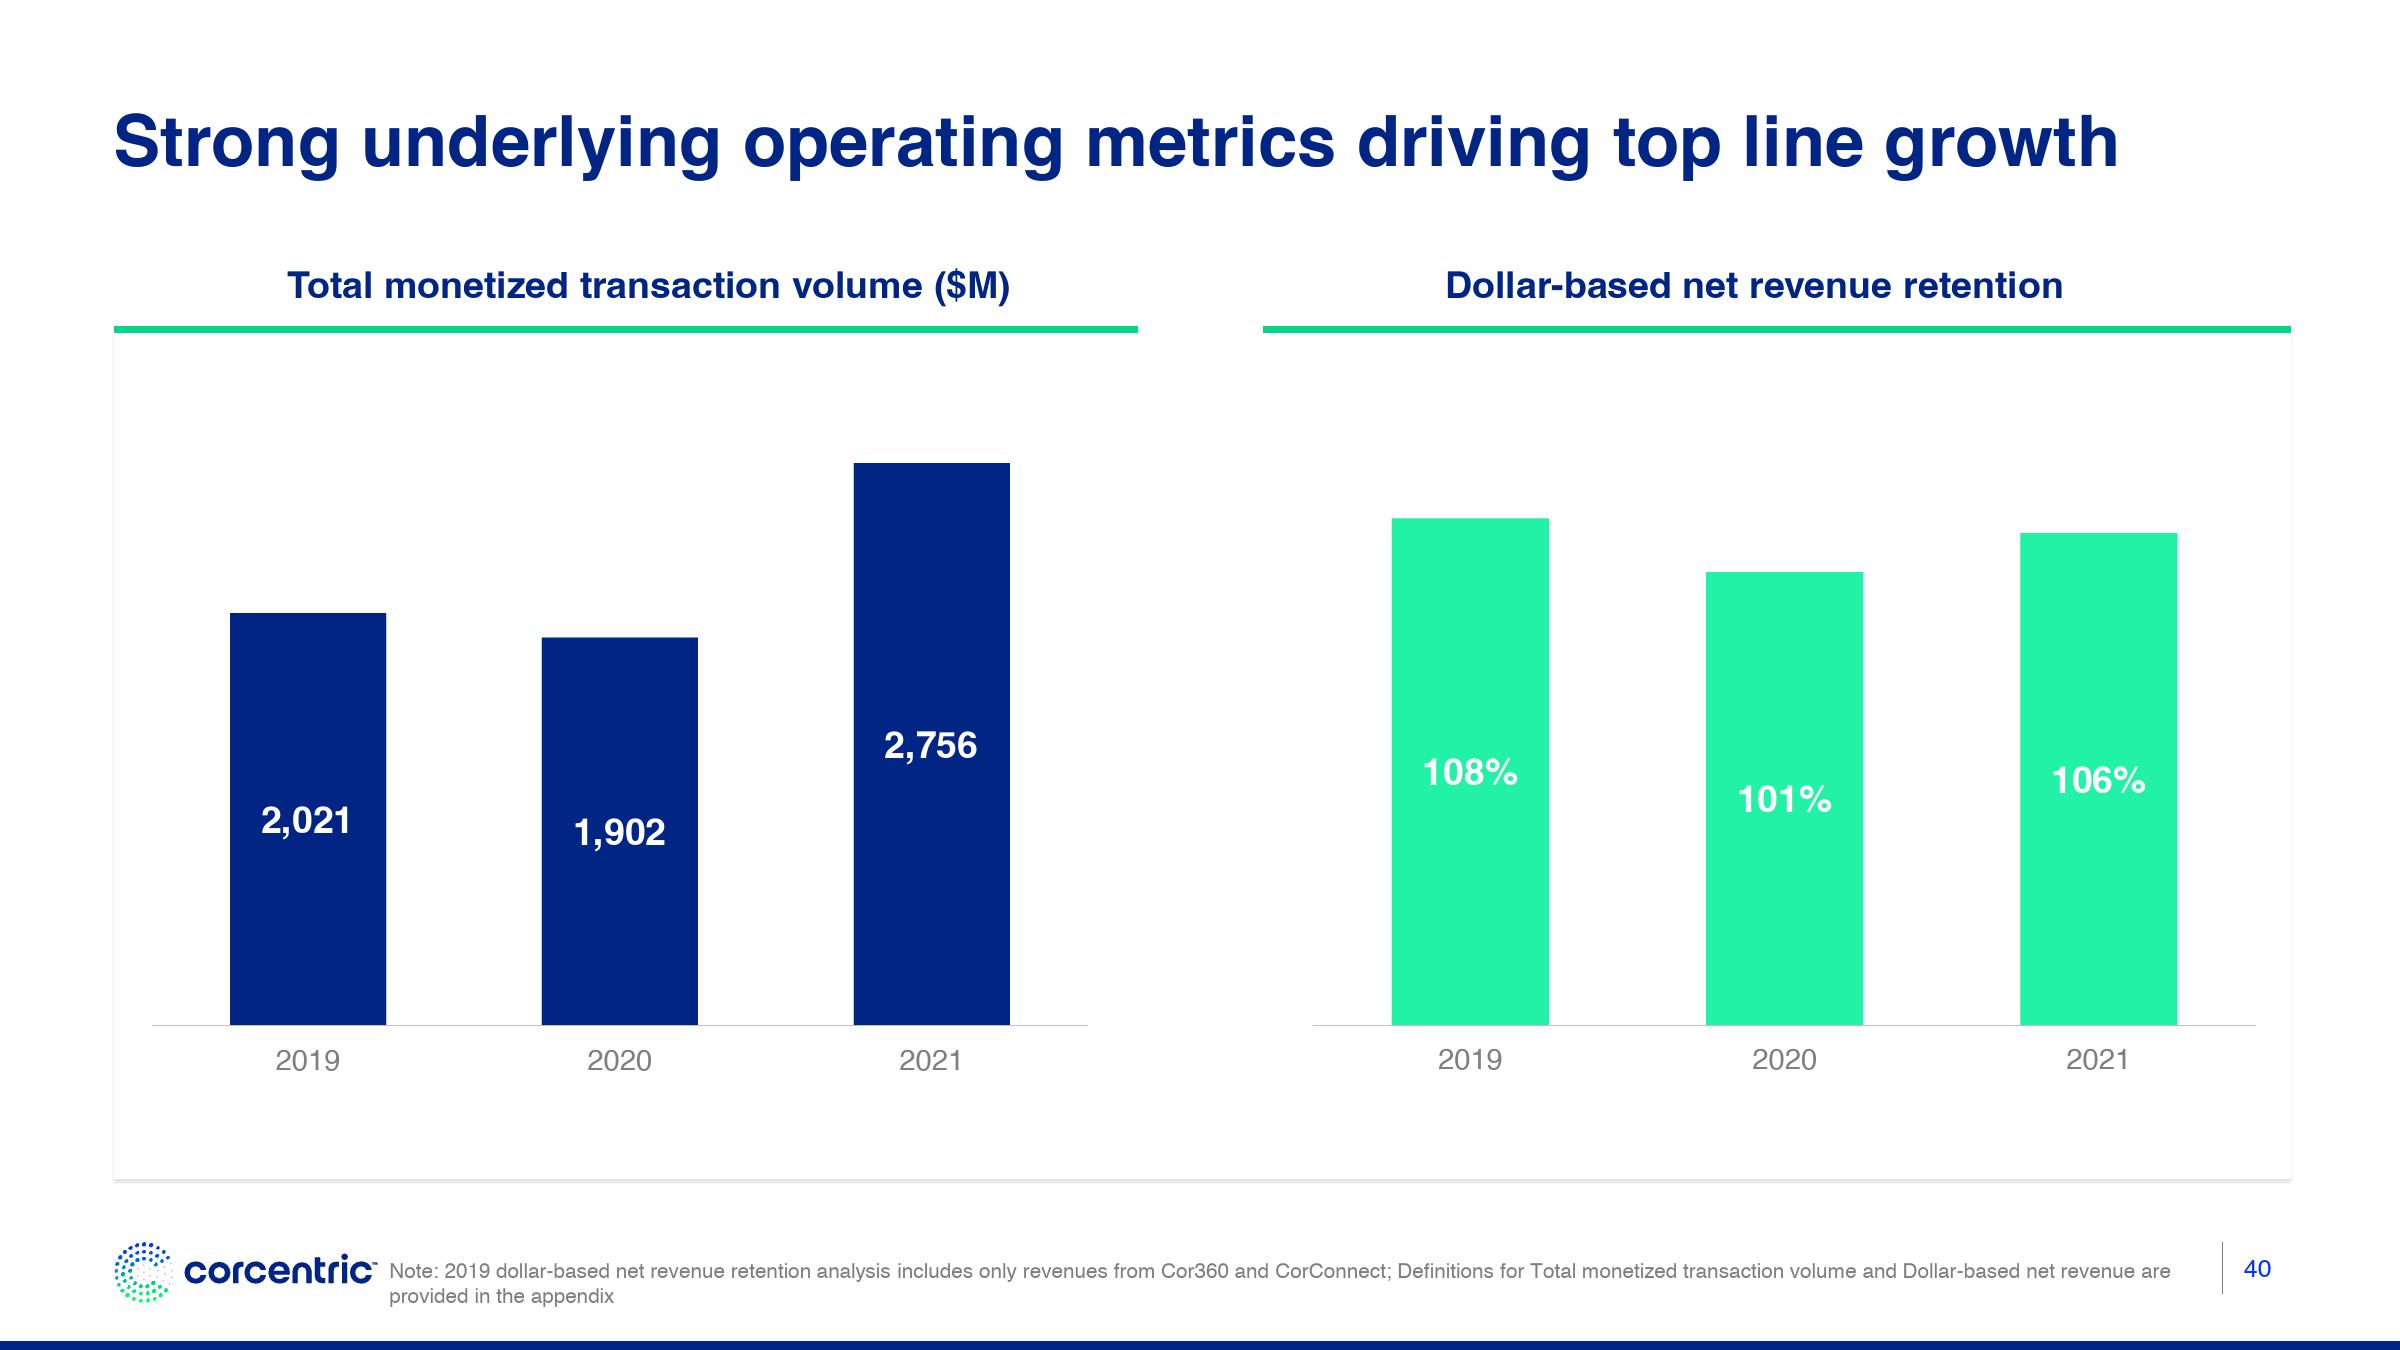 Strong underlying operating metrics driving top line growth
Total monetized transaction volume ($M)
2,021
1,902
2,756
2019
2020
2021
Dollar-based net revenue retention
108%
101%
106%
2019
2020
2021
corcentric™
Note: 2019 dollar-based net revenue retention analysis includes only revenues from Cor360 and CorConnect; Definitions for Total monetized transaction volume and Dollar-based net revenue are
provided in the appendix
40